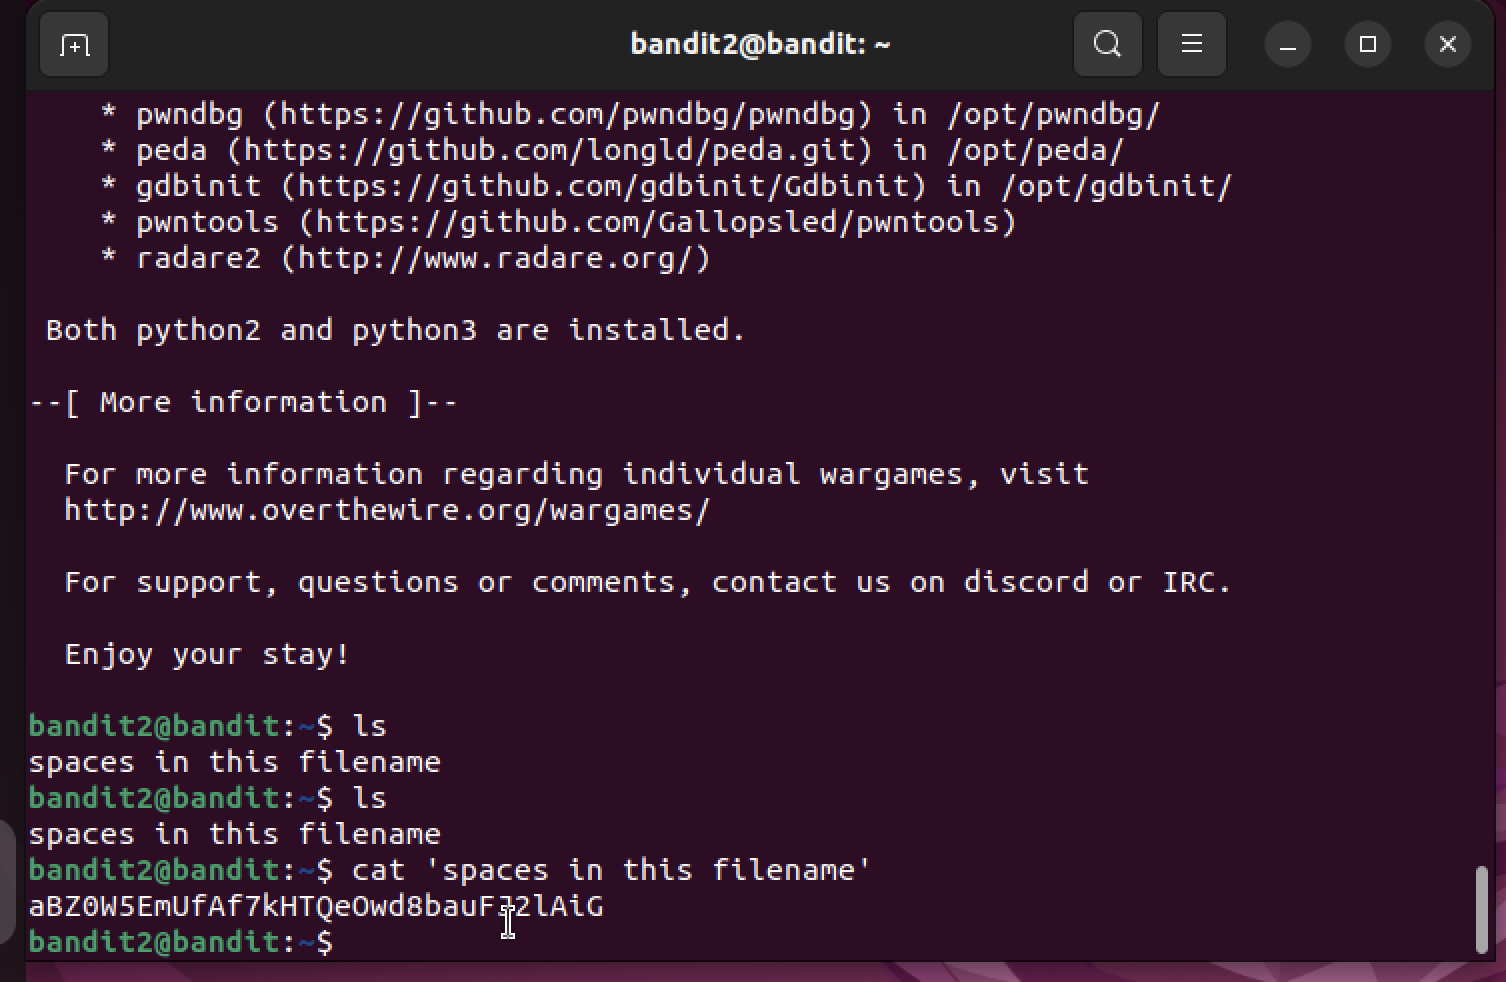 bandit2@bandit: ~
* pwndbg (https://github.com/pwndbg/pwndbg) in /opt/pwndbg/
* peda (https://github.com/longld/peda.git) in /opt/peda/
* gdbinit (https://github.com/gdbinit/Gdbinit) in /opt/gdbinit/
* pwntools (https://github.com/Gallopsled/pwntools)
* radare2 (http://www.radare.org/)
Both python2 and python3 are installed.
--[ More information ]--
For more information regarding individual wargames, visit
http://www.overthewire.org/wargames/
For support, questions or comments, contact us on discord or IRC.
Enjoy your stay!
bandit2@bandit:~$ ls
spaces in this filename
bandit2@bandit:~$ ls
spaces in this filename
bandit2@bandit:~$ cat 'spaces in this filename'
aBZ0W5EmUfAf7kHTQeOwd8bauFJ2lAiG
bandit2@bandit:~$